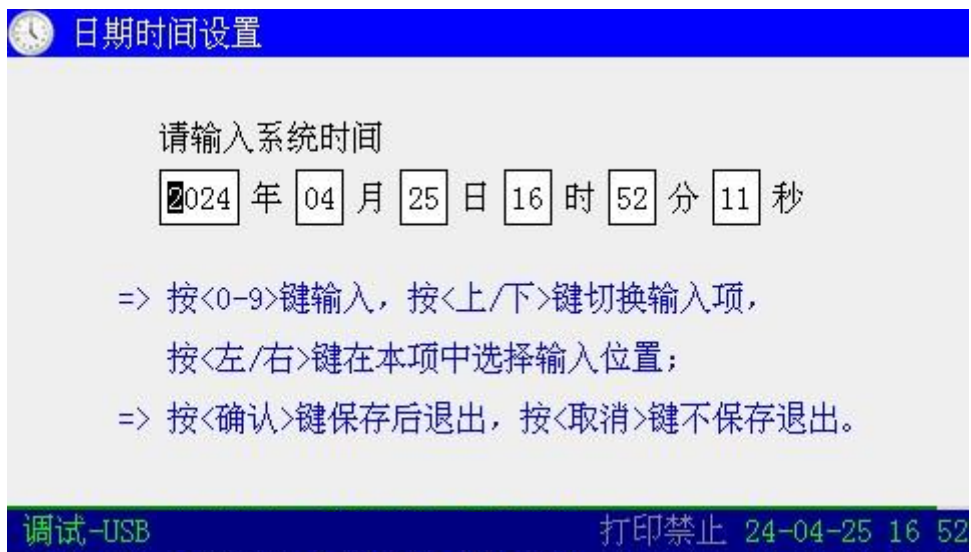 日期时间设置
请输入系统时间
2024 年 04 月 25 日 16 时 52 分 11 秒
=> 按<0-9>键输入，按<上/下>键切换输入项，
按<左/右>键在本项中选择输入位置；
=> 按<确认>键保存后退出，按<取消>键不保存退出。
调试-USB 打印禁止 24-04-25 16 52